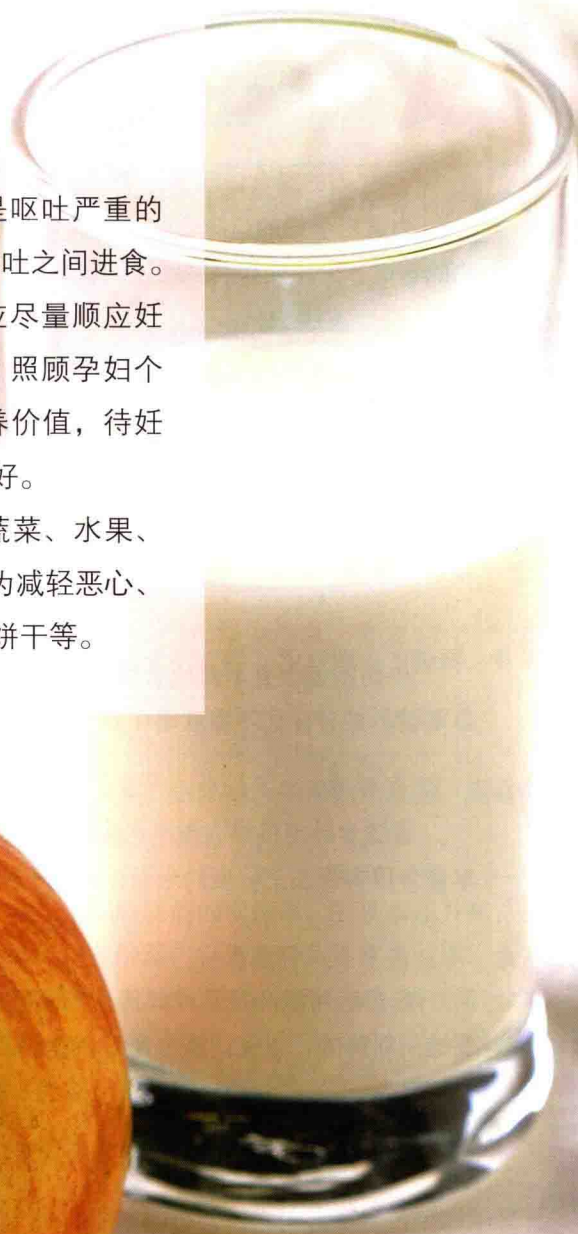 是呕吐严重的
吐之间进食。
应尽量顺应妊
照顾孕妇个
养价值，待妊
好。
蔬菜、水果、
为减轻恶心、
饼干等。